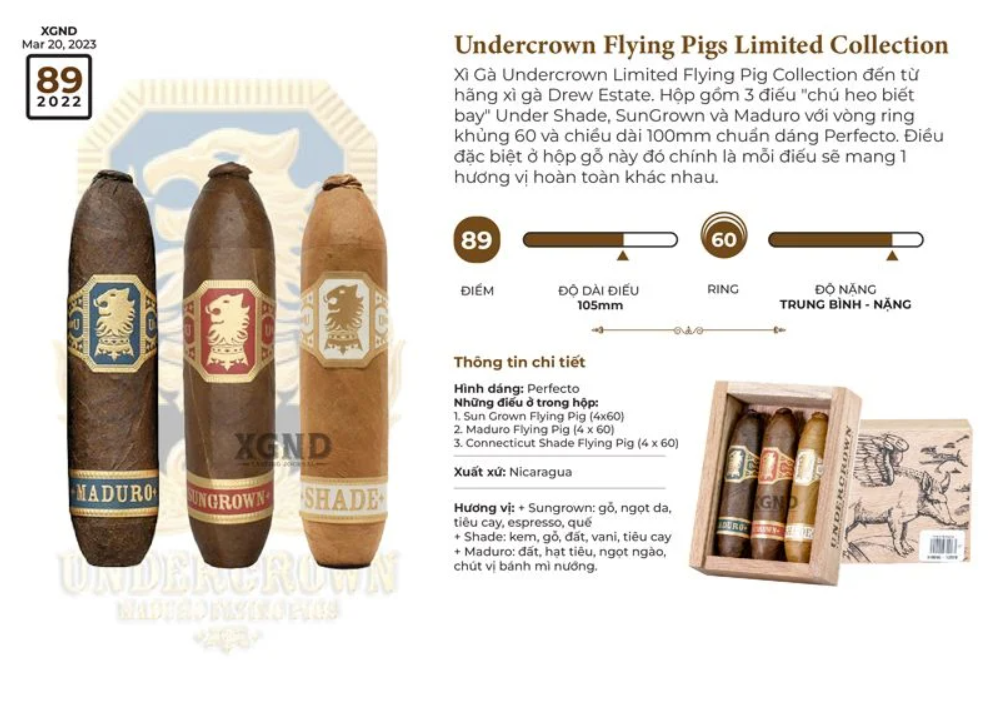 XGND
Mar 20, 2023
89
2022
Undercrown Flying Pigs Limited Collection
Xì Gà Undercrown Limited Flying Pig Collection đến từ
hãng xì gà Drew Estate. Hộp gồm 3 điếu "chú heo biết
bay" Under Shade, SunGrown và Maduro với vòng ring
khủng 60 và chiều dài 100mm chuẩn dáng Perfecto. Điều
đặc biệt ở hộp gỗ này đó chính là mỗi điếu sẽ mang 1
hương vị hoàn toàn khác nhau.
89
60
ĐIỂM
ĐỘ DÀI ĐIẾU
105mm
RING
ĐỘ NẶNG
TRUNG BÌNH - NẶNG
Thông tin chi tiết
Hình dáng: Perfecto
Những điếu ở trong hộp:
1. Sun Grown Flying Pig (4x60)
2. Maduro Flying Pig (4 x 60)
3. Connecticut Shade Flying Pig (4 x 60)
Xuất xứ: Nicaragua
Hương vị: + Sungrown: gỗ, ngọt da,
tiêu cay, espresso, quế
+ Shade: kem, gỗ, đất, vani, tiêu cay
+ Maduro: đất, hạt tiêu, ngọt ngào,
chút vị bánh mì nướng.
MADURO
SUNGROWN
SHADE
XGND
UNDERCROWN
MADURO FLYING PIGS
UNDERCROWN
XGND